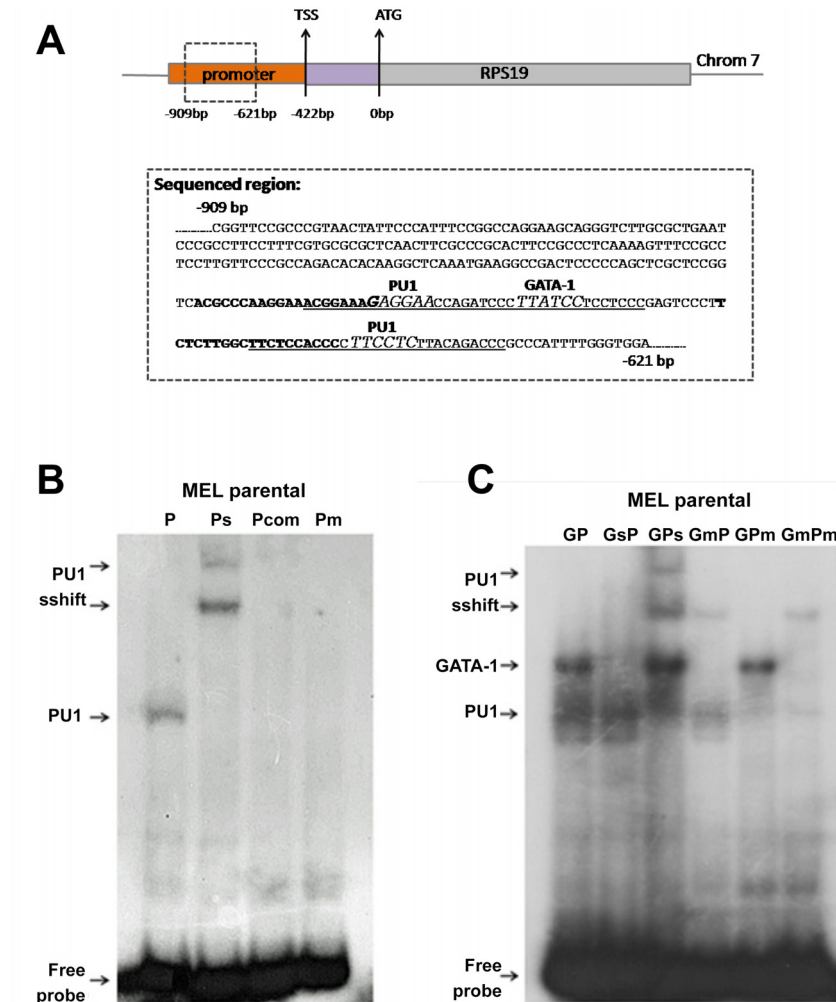 A
TSS ATG
promoter RPS19 Chrom 7
-909bp -621bp -422bp 0bp
Sequenced region:
-909 bp
............CGGTTCCGCCCGTAACTATTCCCATTTCCGGCCAGGAAGCAGGGTCTTGCGCTGAAT
CCCGCCTTCCTTTCGTGCGCGCTCAACTTCGCCCGCACTTCCGCCCTCAAAAGTTTCCGCC
TCCTTGTTCCCGCCAGACACACAAGGCTCAAATGAAGGCCGACTCCCCCAGCTCGCTCCGG
PU1 GATA-1
TCACGCCCAAGGAAACGGAAAGAGGAACCAGATCCCTTATCCTCCTCCCGAGTCCCTT
PU1
CTCTTGGCTTCTCCACCCCTTCCTCTTACAGACCCGCCCATTTTGGGTGGA............
-621 bp
B
MEL parental
P Ps Pcom Pm
PU1
sshift
PU1
Free
probe
C
MEL parental
GP GsP GPs GmP GPm GmPm
PU1
sshift
GATA-1
PU1
Free
probe